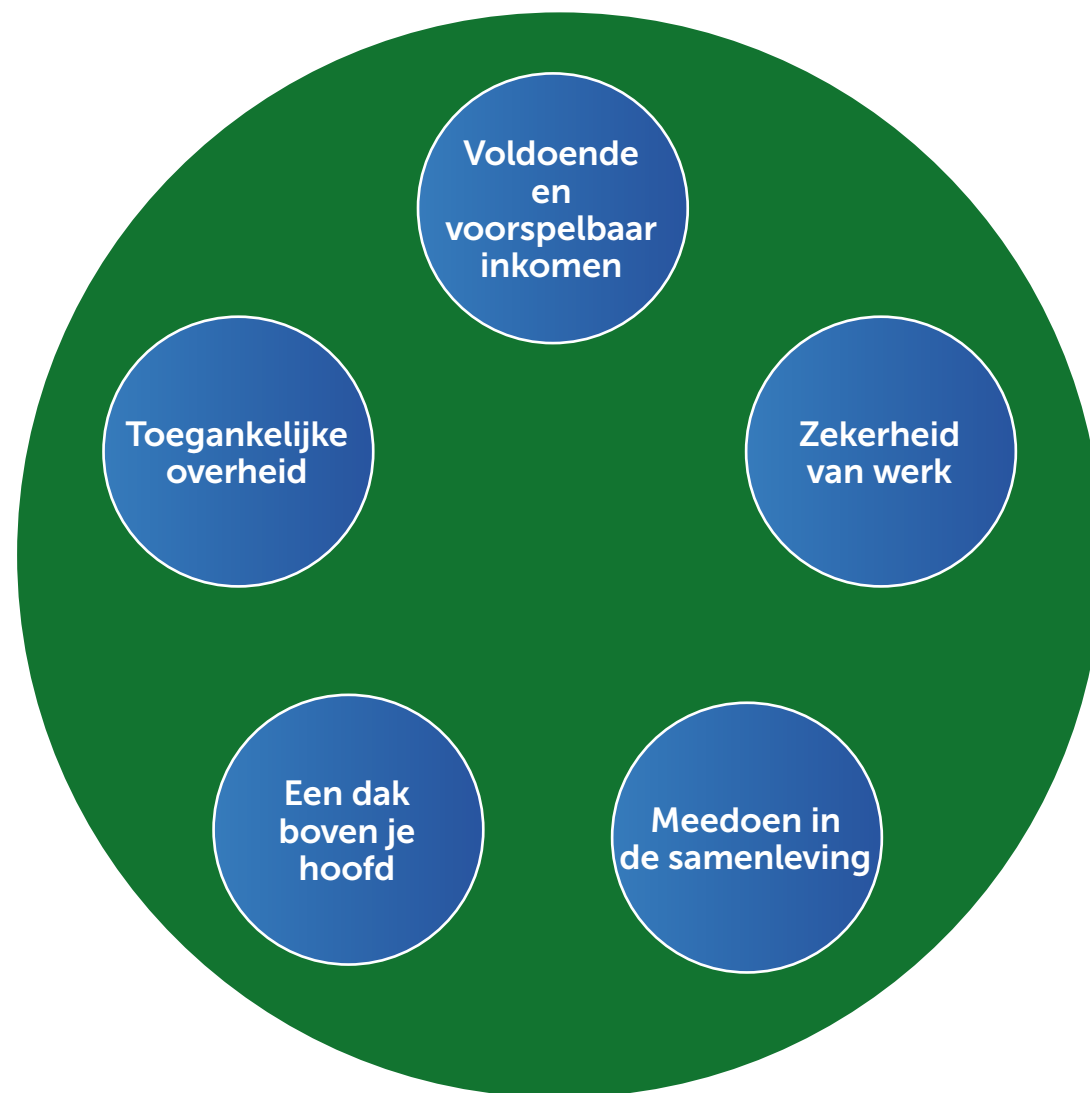 Voldoende
en
voorspelbaar
inkomen
Toegankelijke
overheid
Zekerheid
van werk
Een dak
boven je
hoofd
Meedoen in
de samenleving